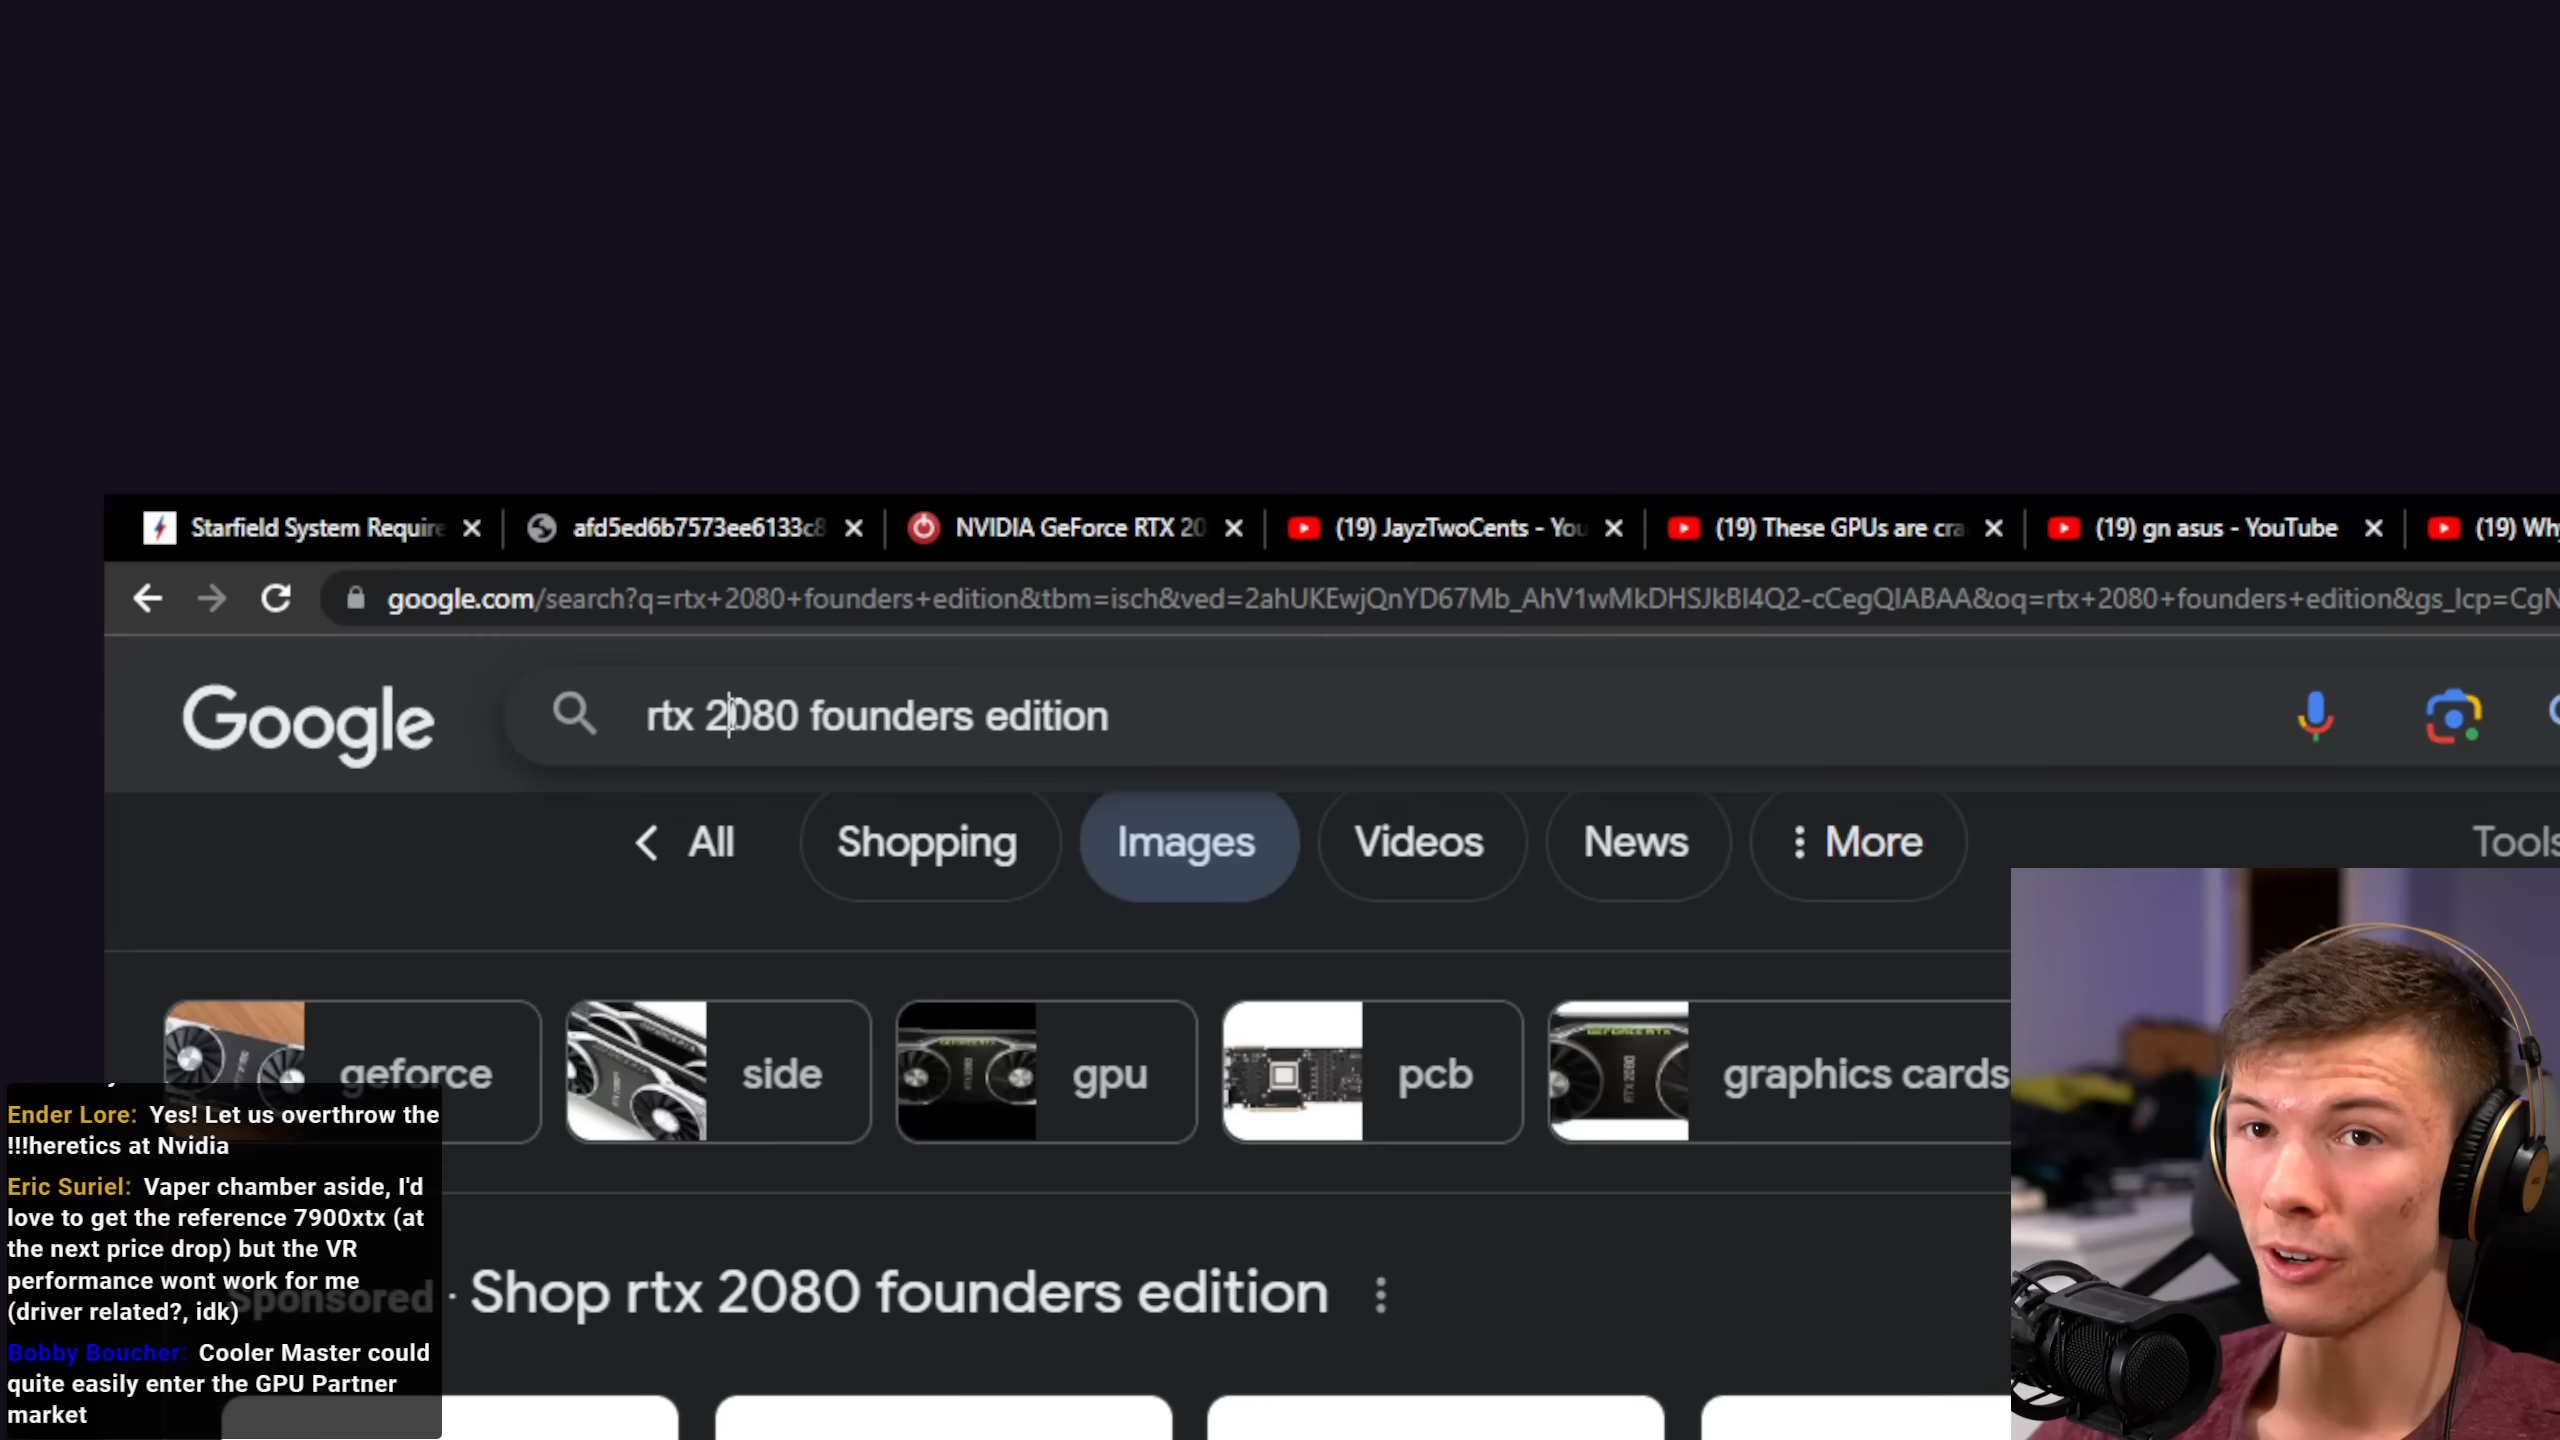 Starfield System Require
afd5ed6b7573ee6133c8
NVIDIA GeForce RTX 20
(19) JayzTwoCents - You
(19) These GPUs are cra
(19) gn asus - YouTube
(19) Why
google.com/search?q=rtx+2080+founders+edition&tbm=isch&ved=2ahUKEwjQnYD67Mb_AhV1wMkDHSJkBI4Q2-cCegQIABAA&oq=rtx+2080+founders+edition&gs_lcp=CgN
Google
rtx 2080 founders edition
All
Shopping
Images
Videos
News
More
Tools
geforce
side
gpu
pcb
graphics cards
Sponsored · Shop rtx 2080 founders edition
Ender Lore: Yes! Let us overthrow the
!!!heretics at Nvidia
Eric Suriel: Vaper chamber aside, I'd
love to get the reference 7900xtx (at
the next price drop) but the VR
performance wont work for me
(driver related?, idk)
Bobby Boucher: Cooler Master could
quite easily enter the GPU Partner
market